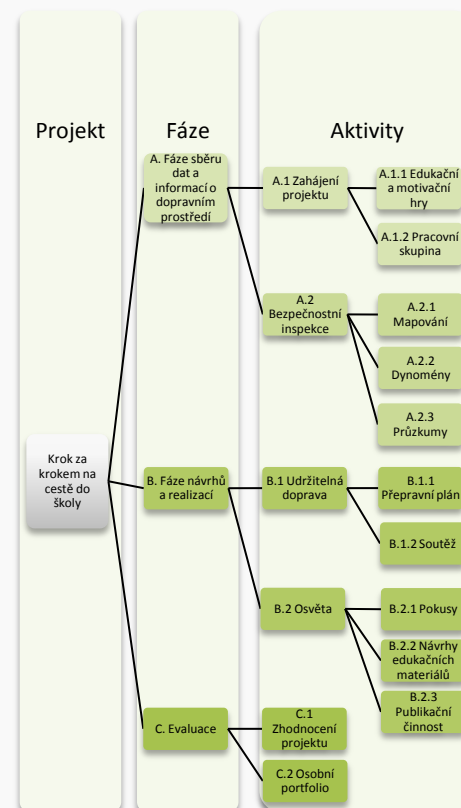 Projekt
Fáze
Aktivity
Krok za
krokem na
cestě do
školy
A. Fáze sběru
dat a
informací o
dopravním
prostředí
A.1 Zahájení
projektu
A.1.1 Edukační
a motivační
hry
A.1.2 Pracovní
skupina
A.2
Bezpečnostní
inspekce
A.2.1
Mapování
A.2.2
Dynomény
A.2.3
Průzkumy
B. Fáze návrhů
a realizací
B.1 Udržitelná
doprava
B.1.1
Přepravní plán
B.1.2 Soutěž
B.2 Osvěta
B.2.1 Pokusy
B.2.2 Návrhy
edukačních
materiálů
B.2.3
Publikační
činnost
C. Evaluace
C.1
Zhodnocení
projektu
C.2 Osobní
portfolio